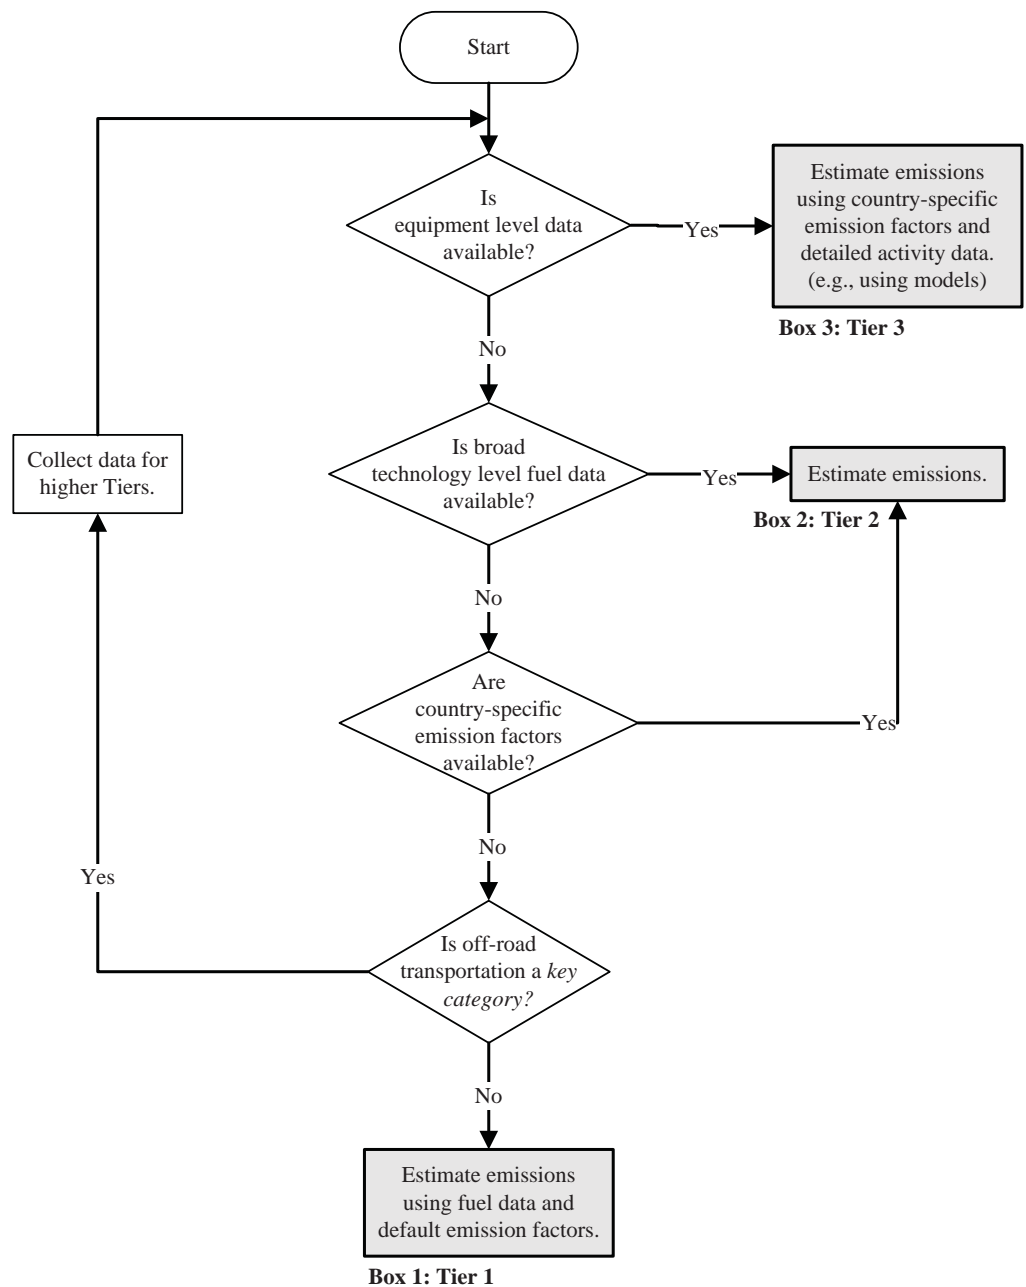 Start
Is
equipment level data
available?
Yes
Estimate emissions
using country-specific
emission factors and
detailed activity data.
(e.g., using models)
Box 3: Tier 3
No
Collect data for
higher Tiers.
Is broad
technology level fuel data
available?
Yes
Estimate emissions.
Box 2: Tier 2
No
Are
country-specific
emission factors
available?
Yes
No
Yes
Is off-road
transportation a key
category?
No
Estimate emissions
using fuel data and
default emission factors.
Box 1: Tier 1